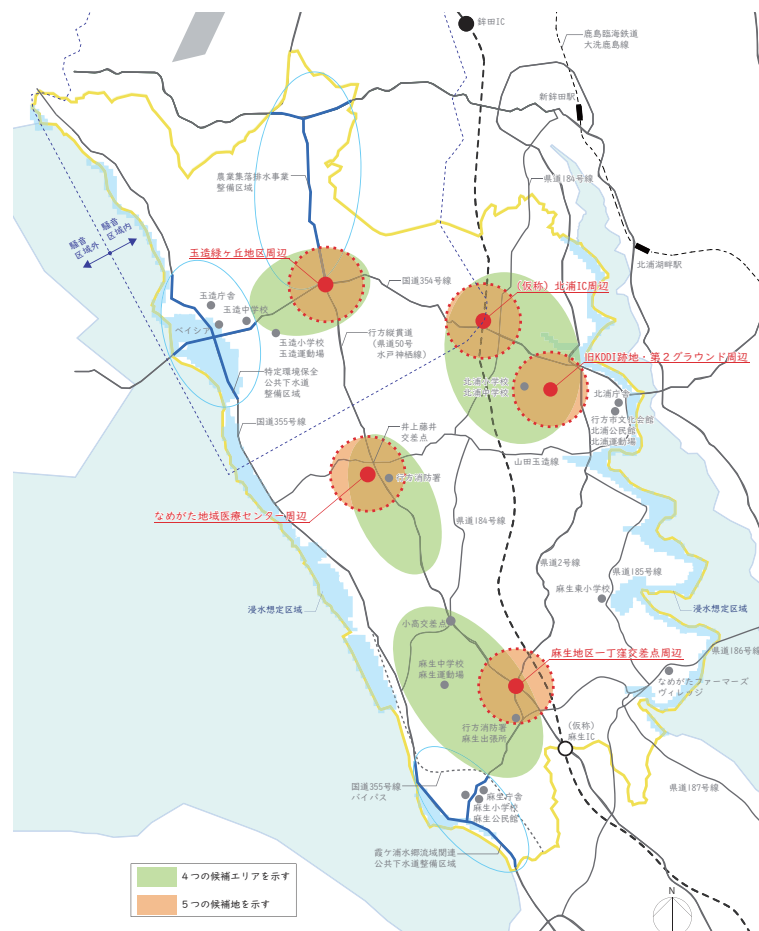 鉾田IC
鹿島臨海鉄道
大洗鹿島線
新鉾田駅
農業集落排水事業
整備区域
県道184号線
騒音
区域外
騒音
区域内
北浦湖畔駅
玉造緑ヶ丘地区周辺
国道354号線
(仮称)北浦IC周辺
玉造庁舎
玉造中学校
ベイシア
玉造小学校
玉造運動場
行方縦貫道
(県道50号
水戸神栖線)
旧KDDI跡地・第2グラウンド周辺
特定環境保全
公共下水道
整備区域
北浦小学校
北浦中学校
北浦庁舎
行方市文化会館
北浦公民館
北浦運動場
国道355号線
井上藤井
交差点
山田玉造線
行方消防署
なめがた地域医療センター周辺
県道184号線
県道2号線
県道185号線
麻生東小学校
浸水想定区域
浸水想定区域
小高交差点
麻生地区一丁窪交差点周辺
県道186号線
麻生中学校
麻生運動場
なめがたファーマーズ
ヴィレッジ
行方消防署
麻生出張所
(仮称)
麻生IC
国道355号線
バイパス
県道187号線
麻生庁舎
麻生小学校
麻生公民館
霞ケ浦水郷流域関連
公共下水道整備区域
4つの候補エリアを示す
5つの候補地を示す
N